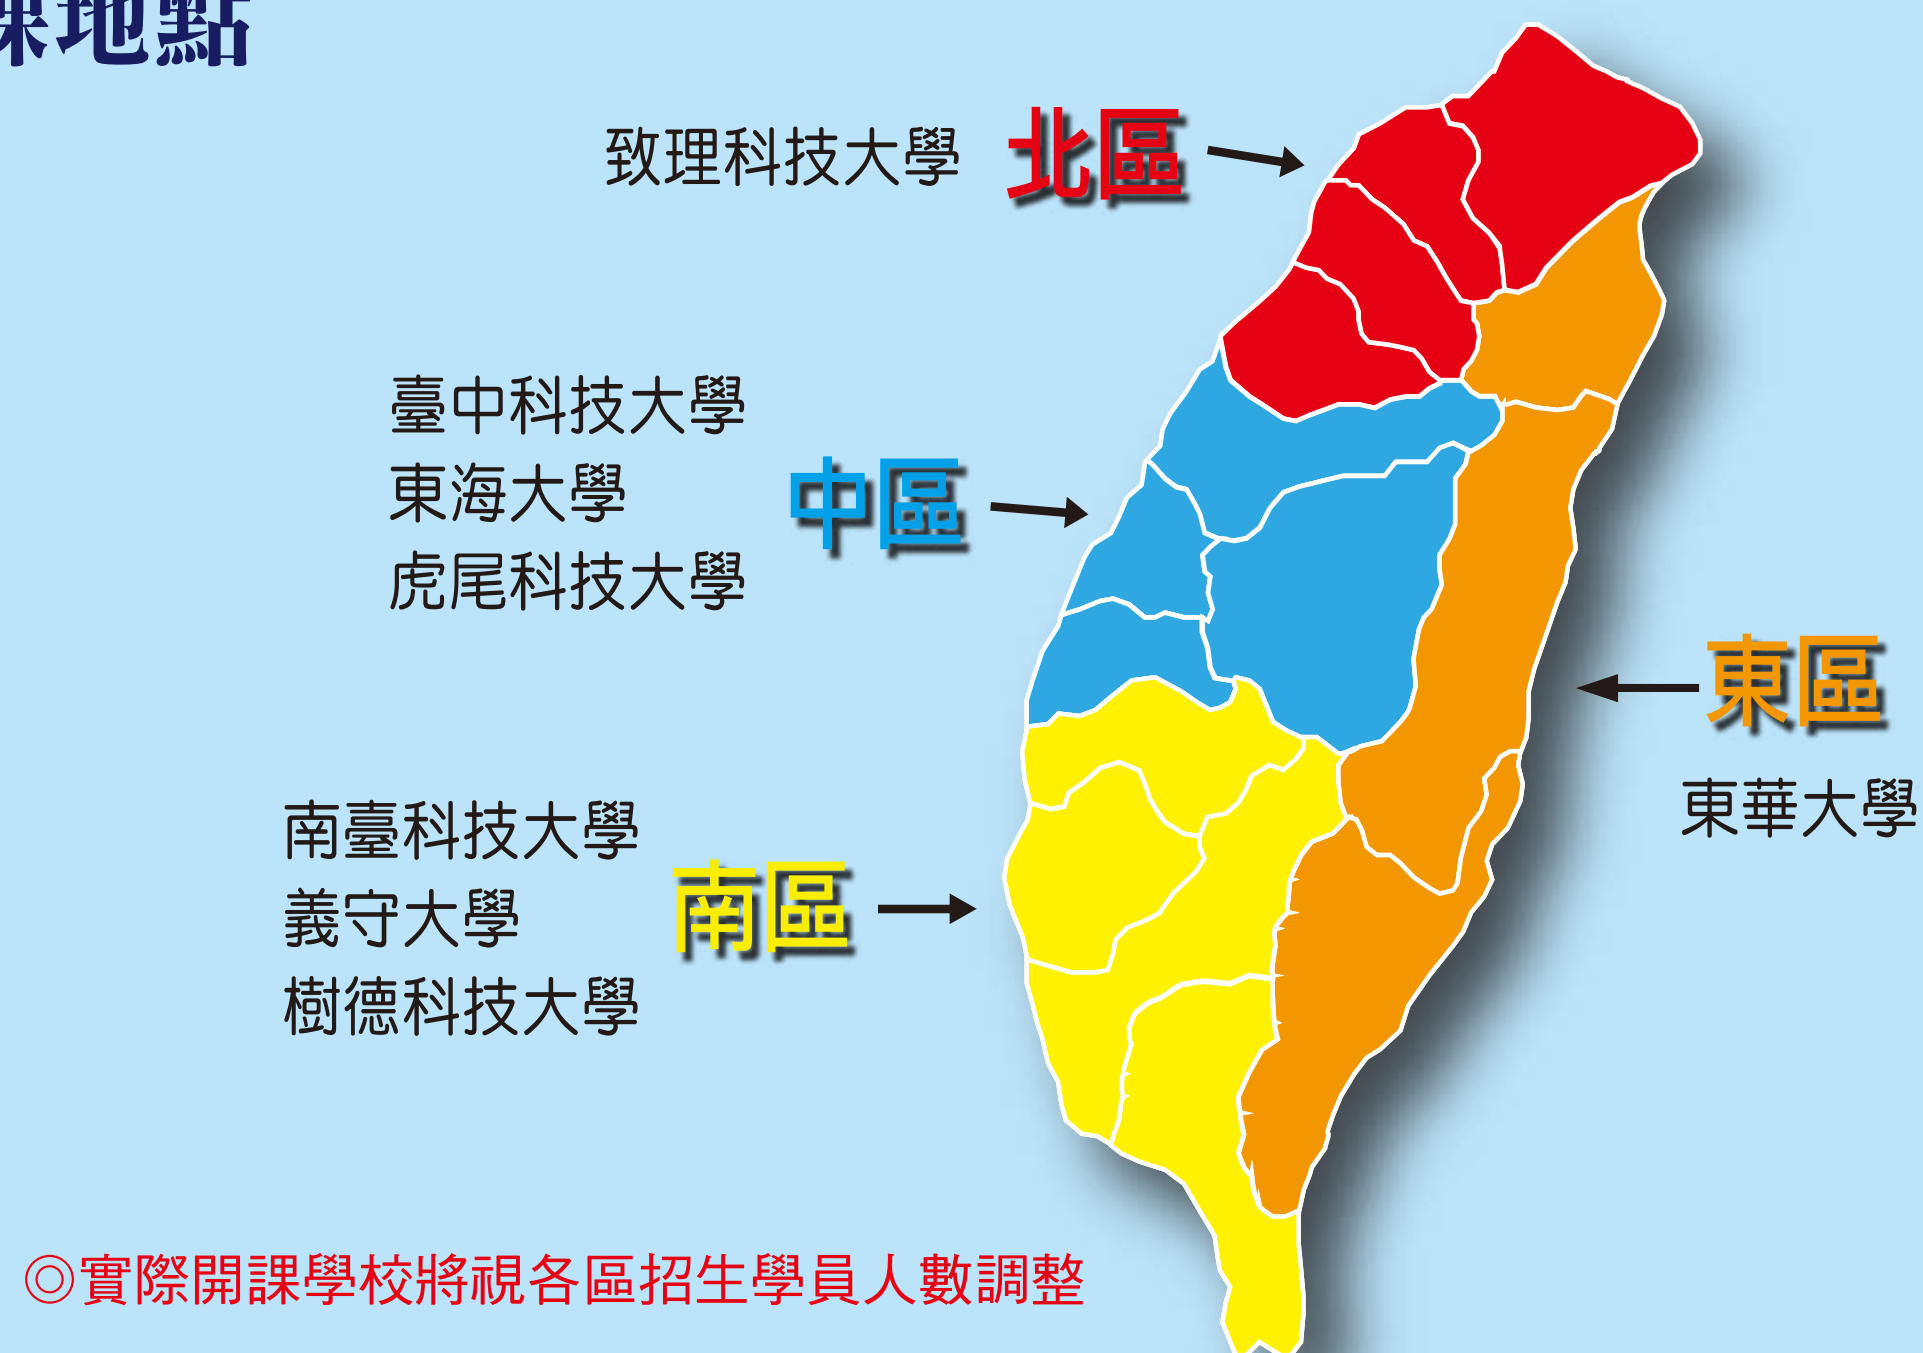 課地點
致理科技大學
北區
臺中科技大學
東海大學
虎尾科技大學
中區
東區
東華大學
南臺科技大學
義守大學
樹德科技大學
南區
◎實際開課學校將視各區招生學員人數調整